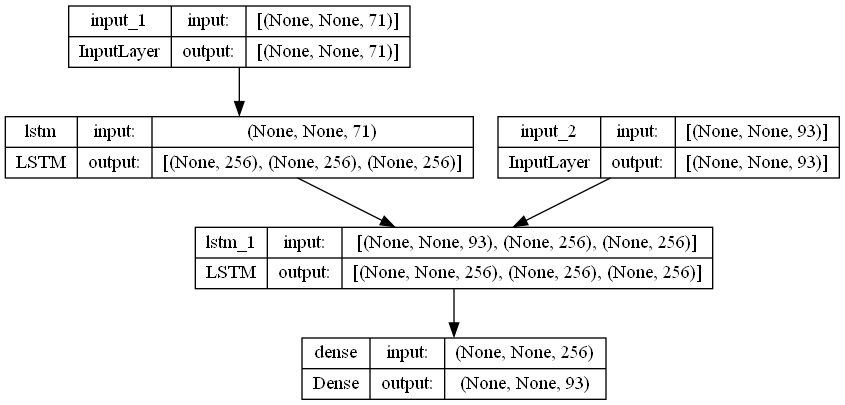 input_1 input: [(None, None, 71)]
InputLayer output: [(None, None, 71)]
lstm input: (None, None, 71)
LSTM output: [(None, 256), (None, 256), (None, 256)]
input_2 input: [(None, None, 93)]
InputLayer output: [(None, None, 93)]
lstm_1 input: [(None, None, 93), (None, 256), (None, 256)]
LSTM output: [(None, None, 256), (None, 256), (None, 256)]
dense input: (None, None, 256)
Dense output: (None, None, 93)